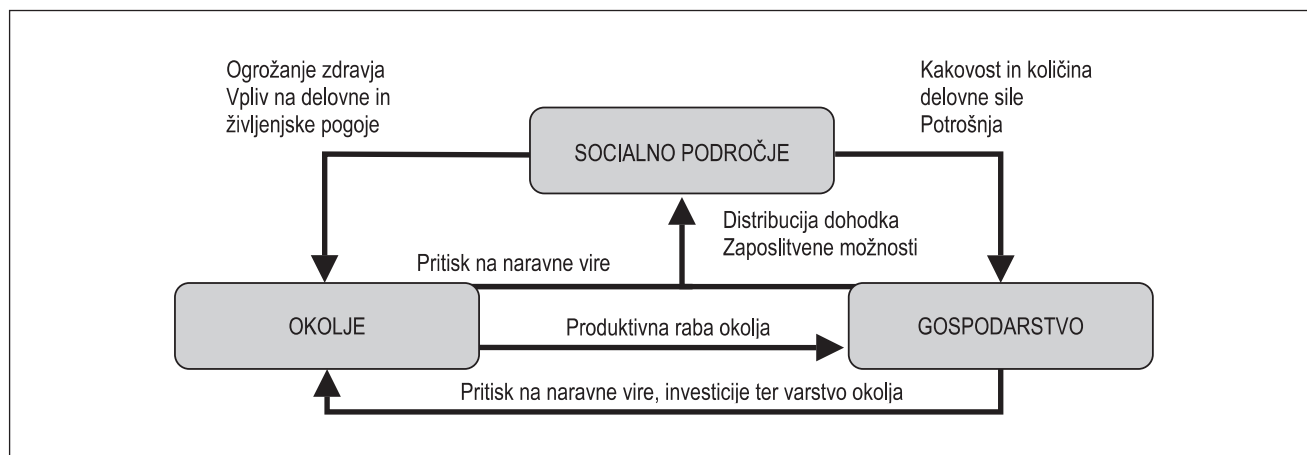 Ogrožanje zdravja
Vpliv na delovne in
življenjske pogoje
Kakovost in količina
delovne sile
Potrošnja
SOCIALNO PODROČJE
Distribucija dohodka
Zaposlitvene možnosti
Pritisk na naravne vire
OKOLJE
Produktivna raba okolja
GOSPODARSTVO
Pritisk na naravne vire, investicije ter varstvo okolja